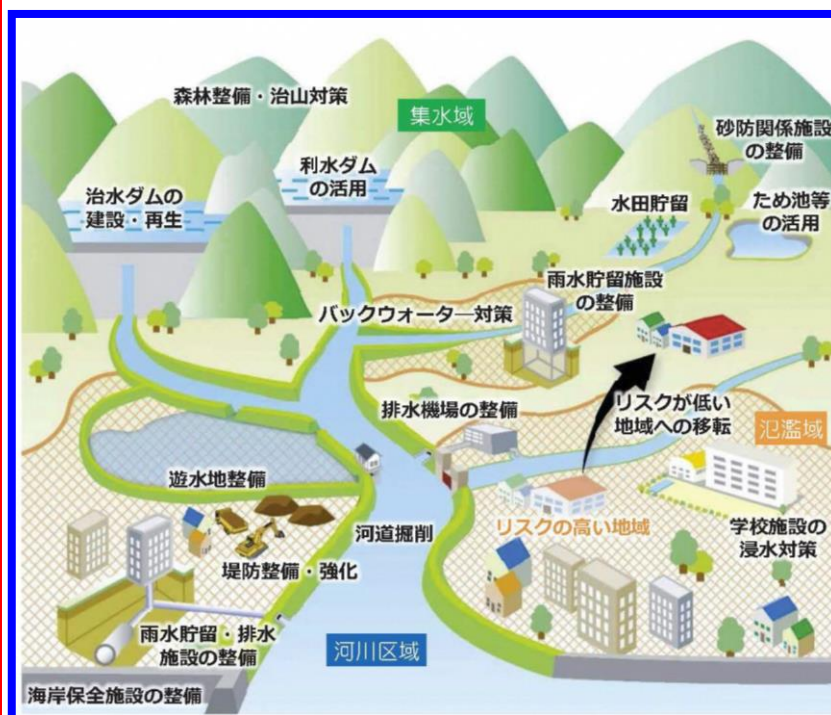 森林整備・治山対策
集水域
砂防関係施設
の整備
利水ダム
の活用
治水ダムの
建設・再生
水田貯留
ため池等
の活用
雨水貯留施設
の整備
バックウォーター対策
排水機場の整備
リスクが低い
地域への移転
氾濫域
遊水地整備
リスクの高い地域
学校施設の
浸水対策
河道掘削
堤防整備・強化
雨水貯留・排水
施設の整備
河川区域
海岸保全施設の整備